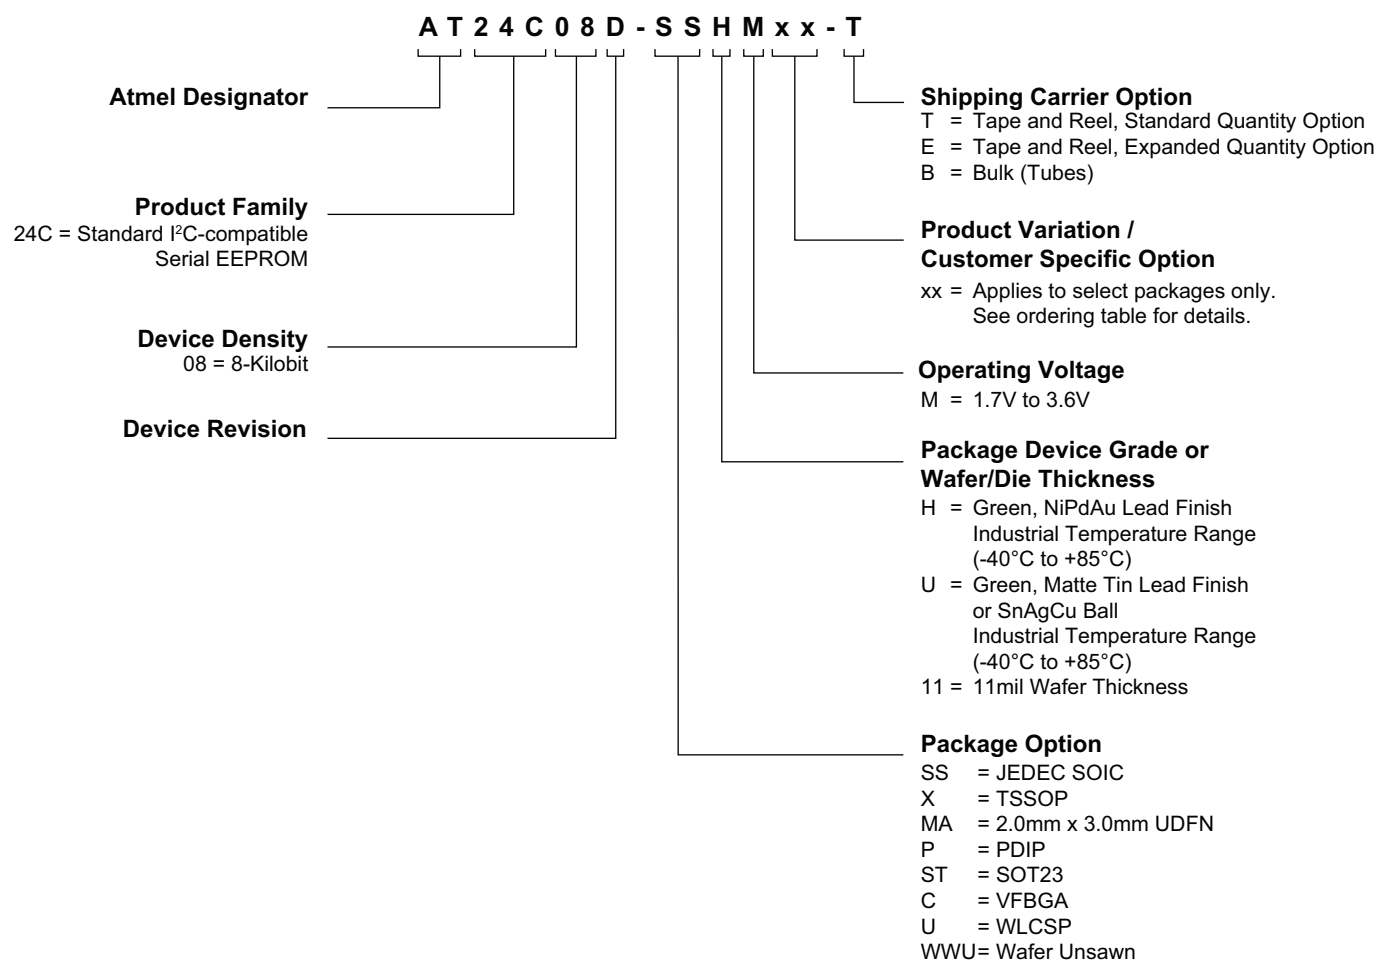 AT24C08D-SSHMxx-T
Atmel Designator
Product Family
24C = Standard I²C-compatible
Serial EEPROM
Device Density
08 = 8-Kilobit
Device Revision
Shipping Carrier Option
T = Tape and Reel, Standard Quantity Option
E = Tape and Reel, Expanded Quantity Option
B = Bulk (Tubes)
Product Variation /
Customer Specific Option
xx = Applies to select packages only.
See ordering table for details.
Operating Voltage
M = 1.7V to 3.6V
Package Device Grade or
Wafer/Die Thickness
H = Green, NiPdAu Lead Finish
Industrial Temperature Range
(-40°C to +85°C)
U = Green, Matte Tin Lead Finish
or SnAgCu Ball
Industrial Temperature Range
(-40°C to +85°C)
11 = 11mil Wafer Thickness
Package Option
SS = JEDEC SOIC
X = TSSOP
MA = 2.0mm x 3.0mm UDFN
P = PDIP
ST = SOT23
C = VFBGA
U = WLCSP
WWU= Wafer Unsawn